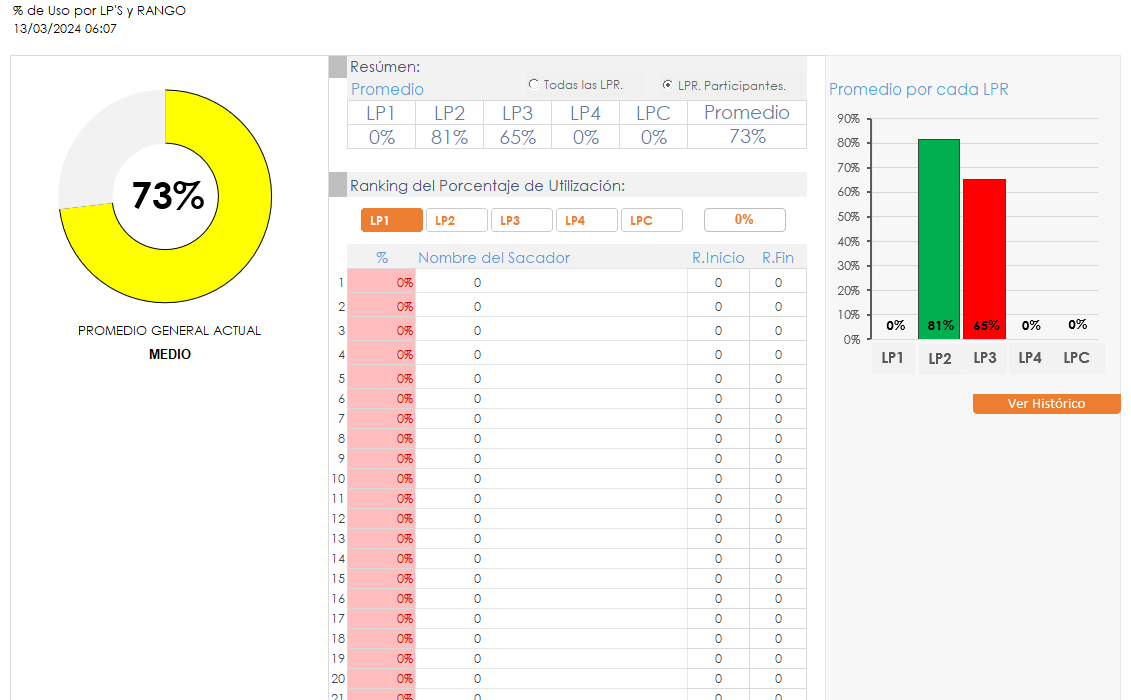 % de Uso por LP'S y RANGO
13/03/2024 06:07
73%
PROMEDIO GENERAL ACTUAL
MEDIO
Resúmen:
Promedio
Todas las LPR.
LPR. Participantes.
LP1 LP2 LP3 LP4 LPC Promedio
0% 81% 65% 0% 0% 73%
Ranking del Porcentaje de Utilización:
LP1 LP2 LP3 LP4 LPC 0%
% Nombre del Sacador R.Inicio R.Fin
1 0% 0 0 0
2 0% 0 0 0
3 0% 0 0 0
4 0% 0 0 0
5 0% 0 0 0
6 0% 0 0 0
7 0% 0 0 0
8 0% 0 0 0
9 0% 0 0 0
10 0% 0 0 0
11 0% 0 0 0
12 0% 0 0 0
13 0% 0 0 0
14 0% 0 0 0
15 0% 0 0 0
16 0% 0 0 0
17 0% 0 0 0
18 0% 0 0 0
19 0% 0 0 0
20 0% 0 0 0
21 0% 0 0 0
Promedio por cada LPR
90%
80%
70%
60%
50%
40%
30%
20%
10%
0%
0% 81% 65% 0% 0%
LP1 LP2 LP3 LP4 LPC
Ver Histórico